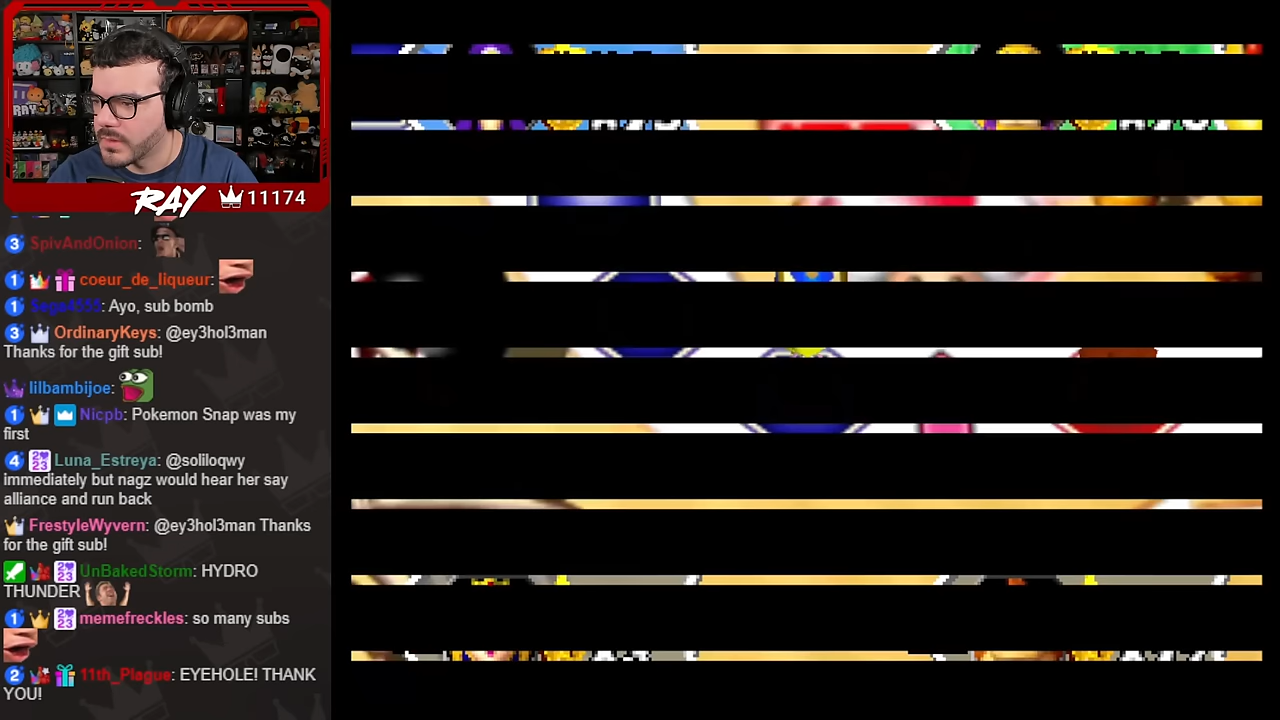 RAY 11174
SpivAndOnion:
coeur_de_liqueur:
Sega4555: Ayo, sub bomb
OrdinaryKeys: @ey3hol3man
Thanks for the gift sub!
lilbambijoe:
Nicpb: Pokemon Snap was my
first
Luna_Estreya: @soliloqwy
immediately but nagz would hear her say
alliance and run back
FrestyleWyvern: @ey3hol3man Thanks
for the gift sub!
UnBakedStorm: HYDRO
THUNDER
memefreckles: so many subs
11th_Plague: EYEHOLE! THANK
YOU!